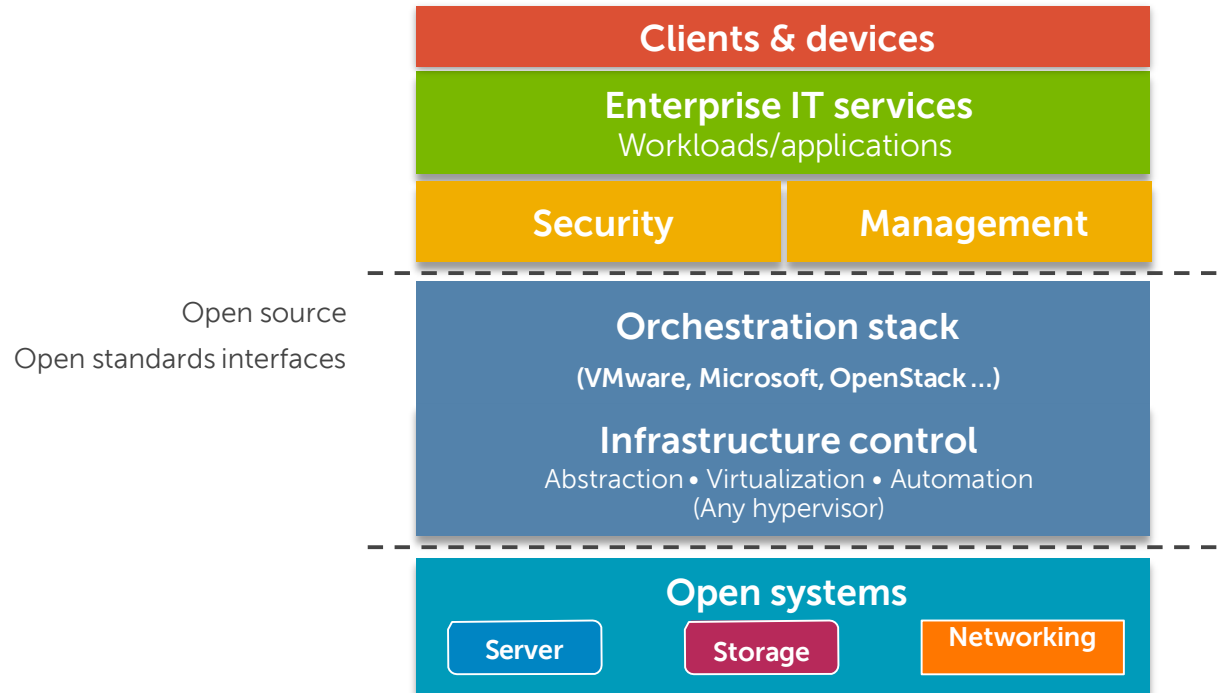 Clients & devices
Enterprise IT services
Workloads/applications
Security
Management
Open source
Open standards interfaces
Orchestration stack
(VMware, Microsoft, OpenStack ...)
Infrastructure control
Abstraction • Virtualization • Automation
(Any hypervisor)
Open systems
Server
Storage
Networking